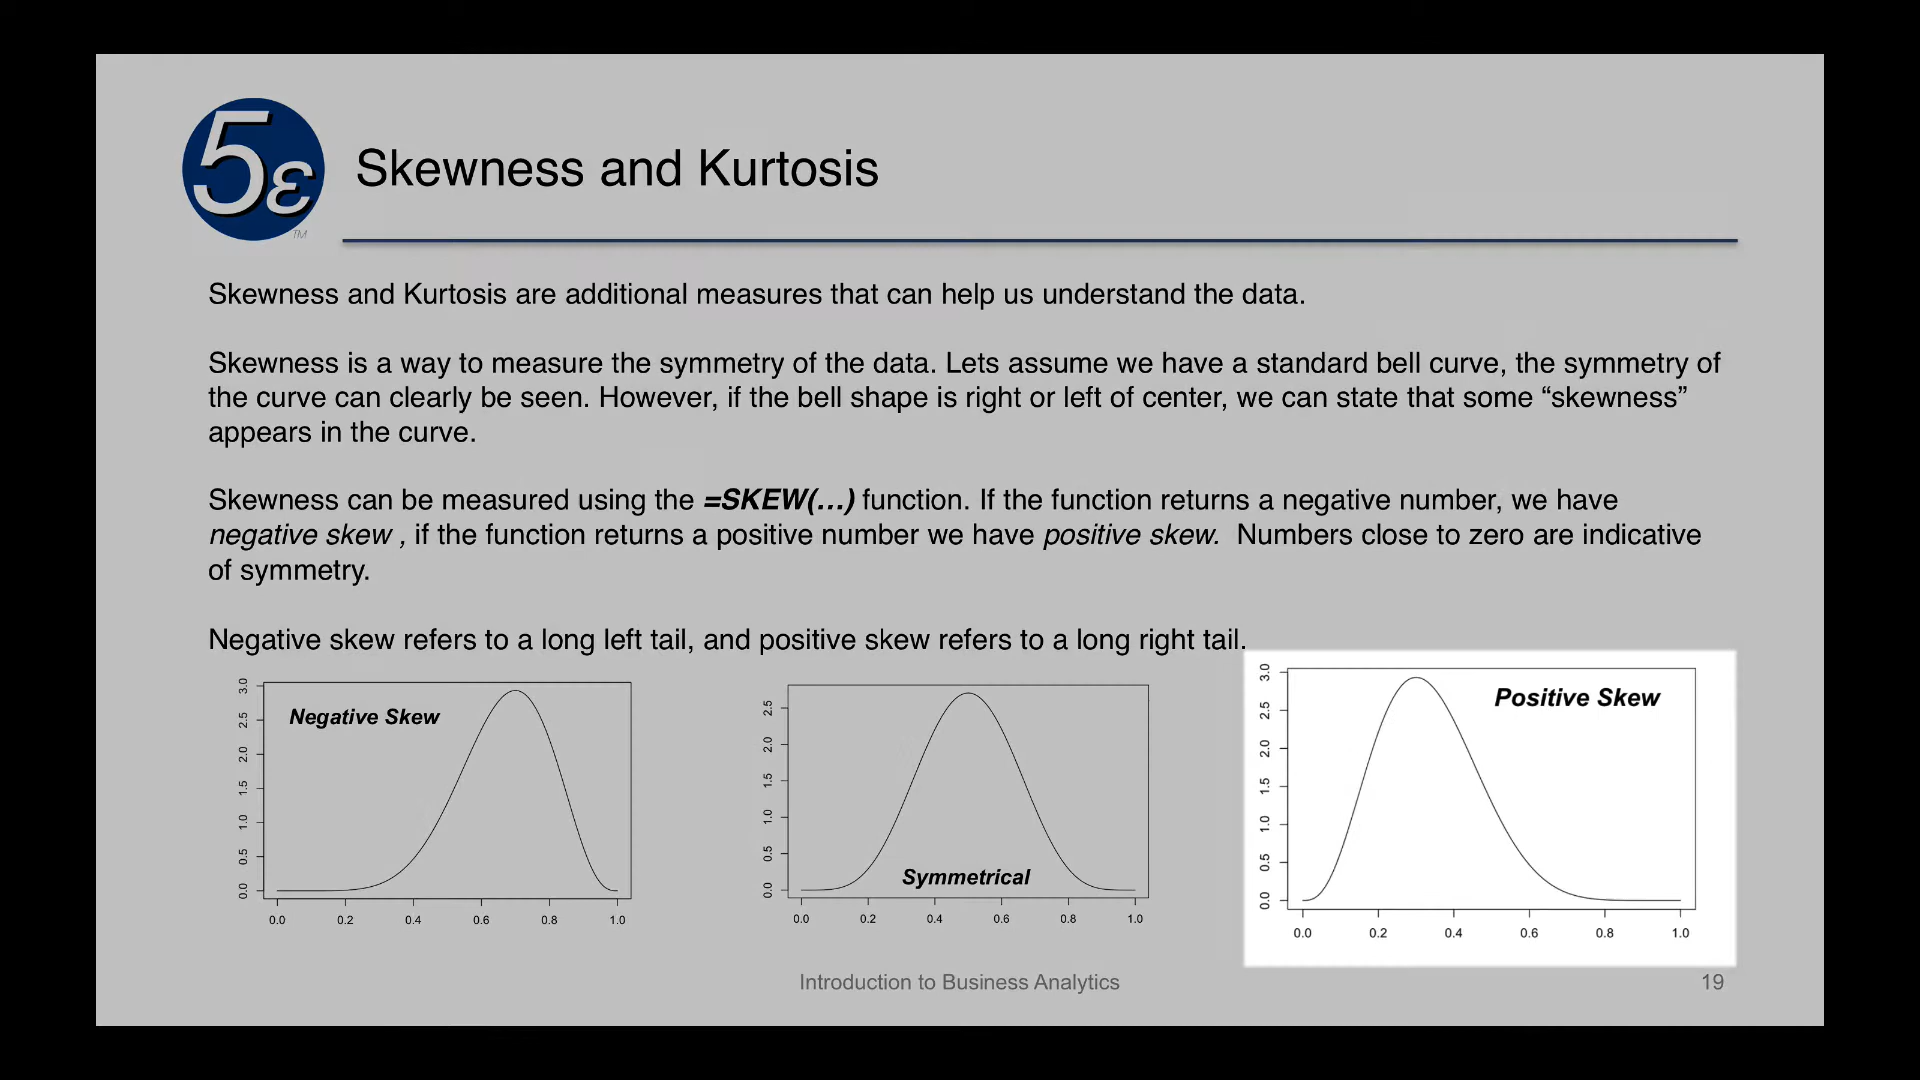 5ε
TM
Skewness and Kurtosis
Skewness and Kurtosis are additional measures that can help us understand the data.
Skewness is a way to measure the symmetry of the data. Lets assume we have a standard bell curve, the symmetry of
the curve can clearly be seen. However, if the bell shape is right or left of center, we can state that some “skewness”
appears in the curve.
Skewness can be measured using the =SKEW(…) function. If the function returns a negative number, we have
negative skew , if the function returns a positive number we have positive skew. Numbers close to zero are indicative
of symmetry.
Negative skew refers to a long left tail, and positive skew refers to a long right tail.
Negative Skew
3.0
2.5
2.0
1.5
1.0
0.5
0.0
0.0 0.2 0.4 0.6 0.8 1.0
Symmetrical
2.5
2.0
1.5
1.0
0.5
0.0
0.0 0.2 0.4 0.6 0.8 1.0
Positive Skew
3.0
2.5
2.0
1.5
1.0
0.5
0.0
0.0 0.2 0.4 0.6 0.8 1.0
Introduction to Business Analytics
19